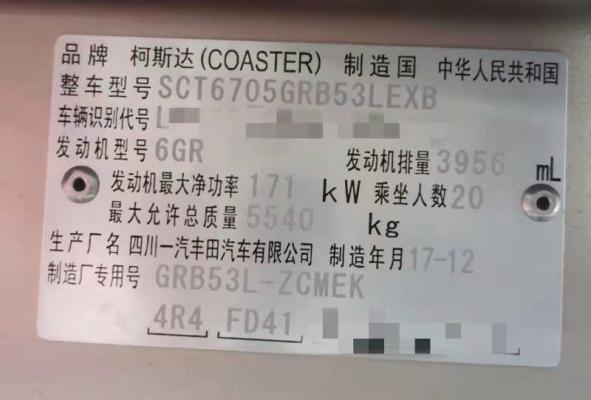 品牌 柯斯达(COASTER) 制造国 中华人民共和国
整车型号 SCT6705GRB53LEXB
车辆识别代号 L
发动机型号 6GR 发动机排量 3956 mL
发动机最大净功率 171 kW 乘坐人数 20
最大允许总质量 5540 kg
生产厂名 四川一汽丰田汽车有限公司 制造年月 17-12
制造厂专用号 GRB53L-ZCMEK
4R4 FD41